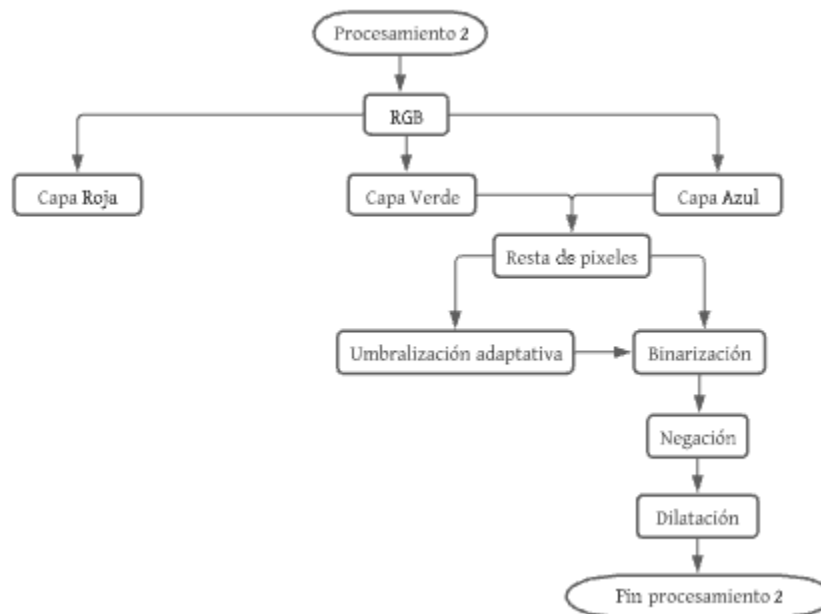 Procesamiento 2
RGB
Capa Roja
Capa Verde
Capa Azul
Resta de pixeles
Umbralización adaptativa
Binarización
Negación
Dilatación
Fin procesamiento 2